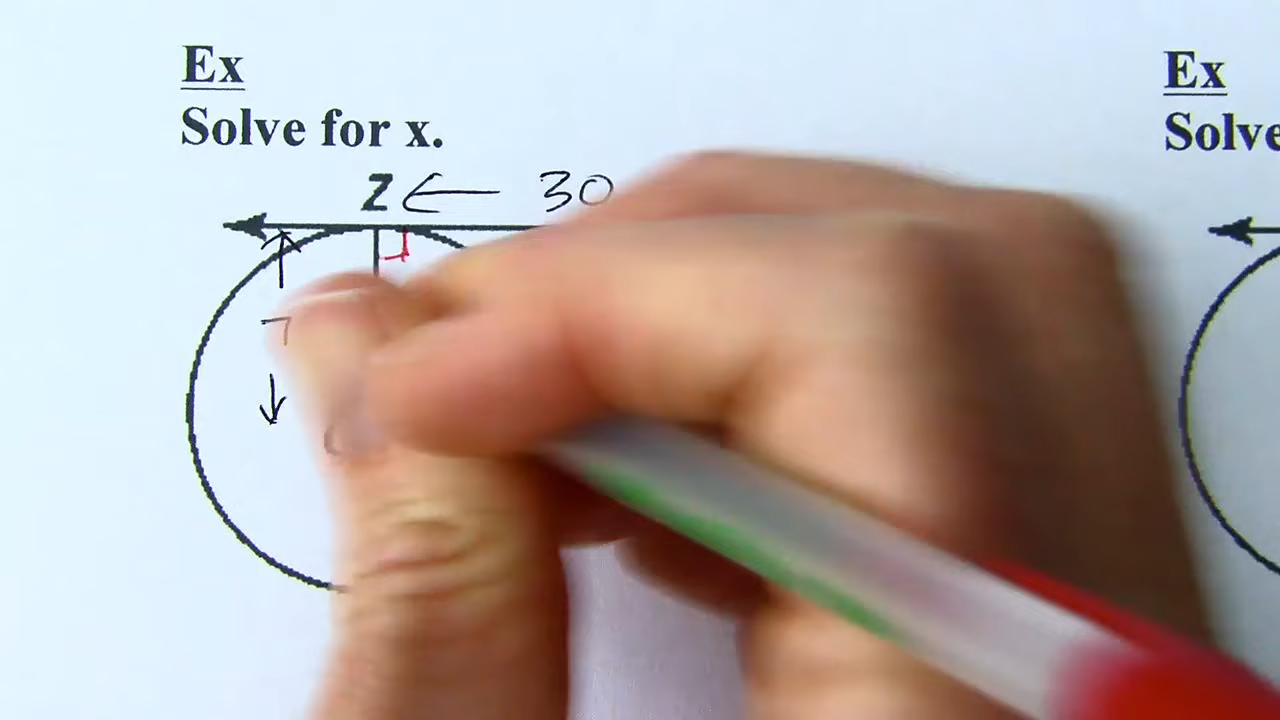 Ex
Solve for x.
Z ← 30
7
Ex
Solve